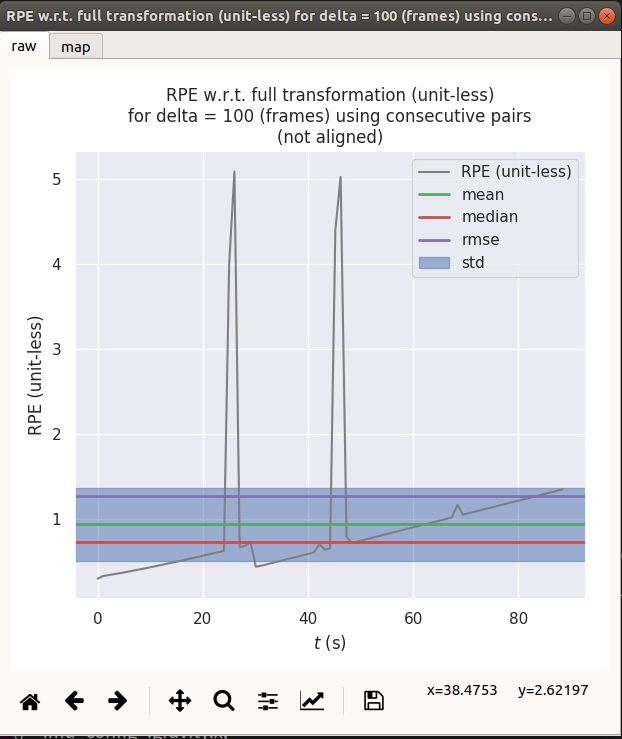 RPE w.r.t. full transformation (unit-less) for delta = 100 (frames) using cons...
raw map
RPE w.r.t. full transformation (unit-less)
for delta = 100 (frames) using consecutive pairs
(not aligned)
RPE (unit-less)
mean
median
rmse
std
RPE (unit-less)
5
4
3
2
1
0 20 40 60 80
t (s)
x=38.4753 y=2.62197